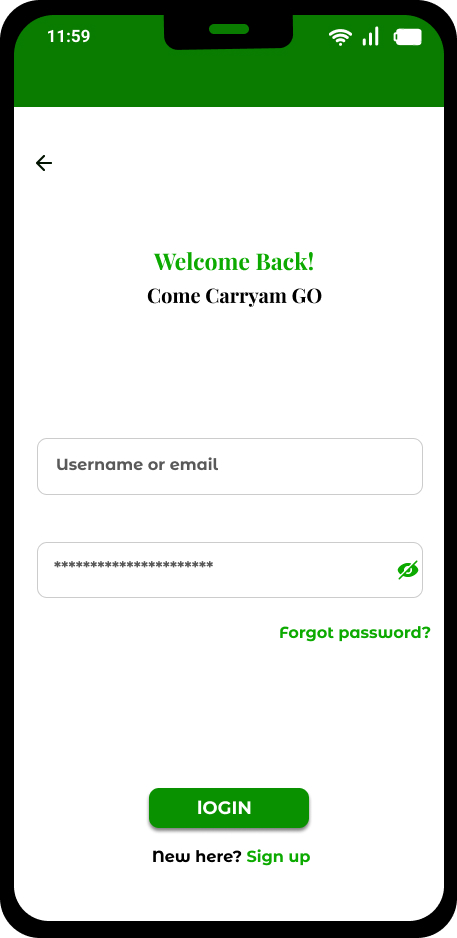 11:59
Welcome Back!
Come Carryam GO
Username or email
**********************
Forgot password?
lOGIN
New here? Sign up